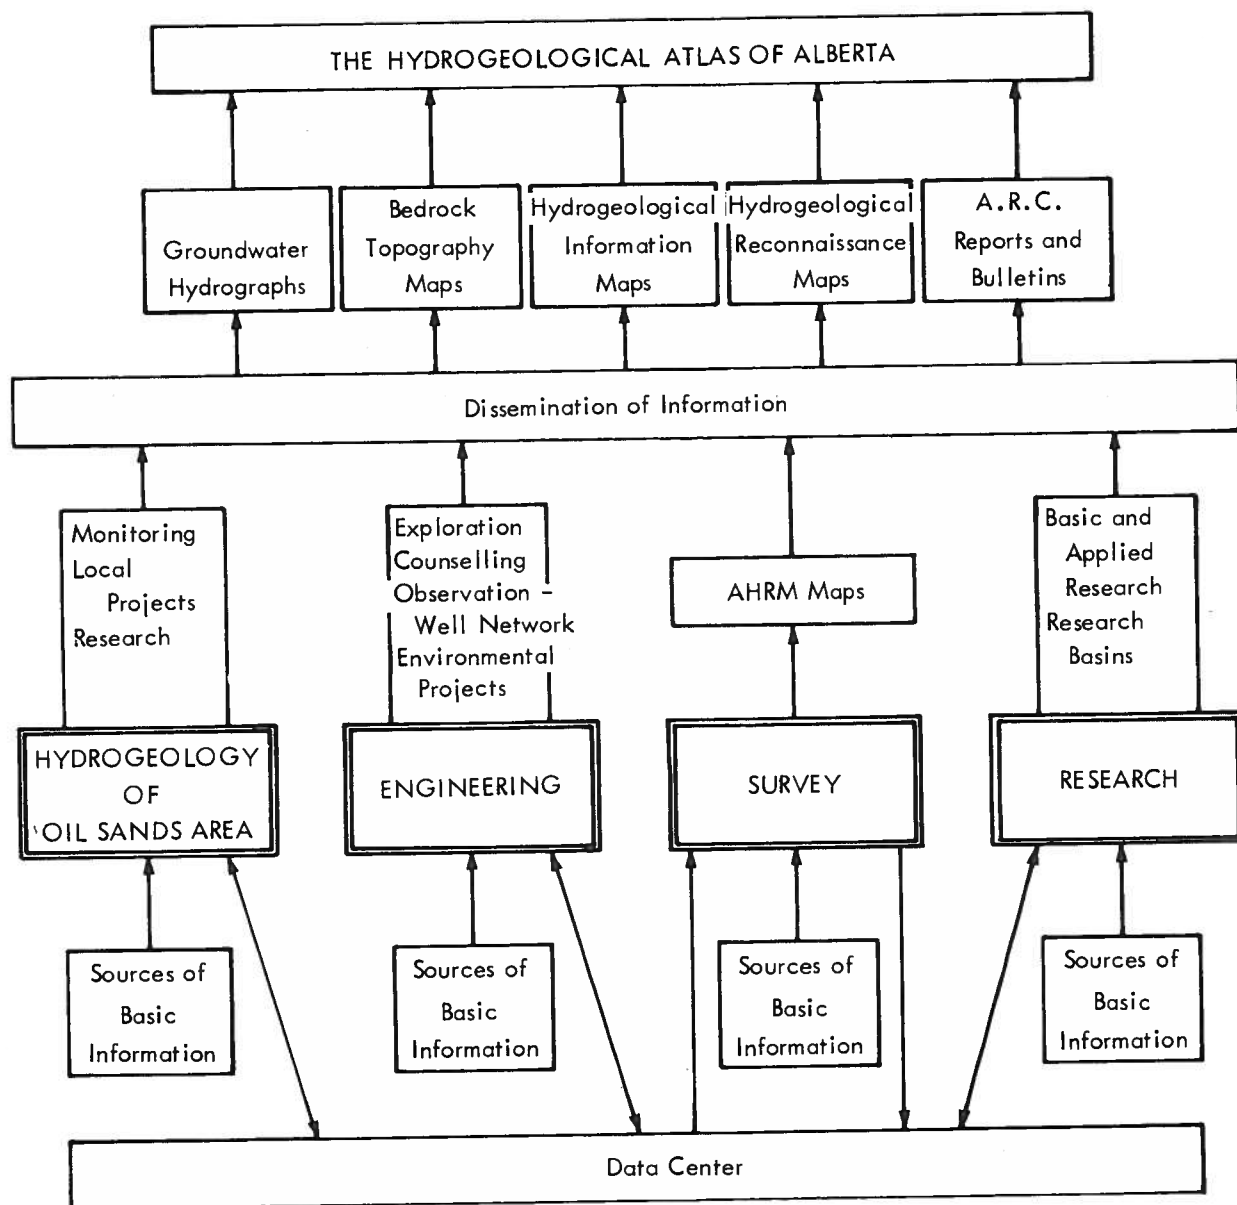 THE HYDROGEOLOGICAL ATLAS OF ALBERTA
Groundwater
Hydrographs
Bedrock
Topography
Maps
Hydrogeological
Information
Maps
Hydrogeological
Reconnaissance
Maps
A.R.C.
Reports and
Bulletins
Dissemination of Information
Monitoring
Local
Projects
Research
Exploration
Counselling
Observation –
Well Network
Environmental
Projects
AHRM Maps
Basic and
Applied
Research
Research
Basins
HYDROGEOLOGY
OF
OIL SANDS AREA
ENGINEERING
SURVEY
RESEARCH
Sources of
Basic
Information
Sources of
Basic
Information
Sources of
Basic
Information
Sources of
Basic
Information
Data Center